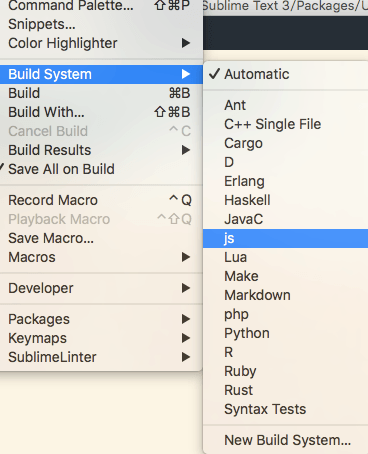 Command Palette... ⇧⌘P
Sublime Text 3/Packages/U
Snippets...
Color Highlighter ▶
Build System ▶
Build ⌘B
Build With... ⇧⌘B
Cancel Build ^C
Build Results ▶
✓ Save All on Build
Record Macro ^Q
Playback Macro ^⇧Q
Save Macro...
Macros ▶
Developer ▶
Packages ▶
Keymaps ▶
SublimeLinter ▶
✓ Automatic
Ant
C++ Single File
Cargo
D
Erlang
Haskell
JavaC
js
Lua
Make
Markdown
php
Python
R
Ruby
Rust
Syntax Tests
New Build System...